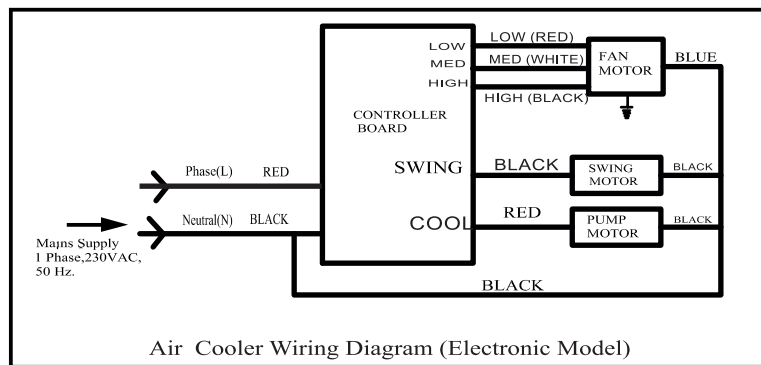 LOW
MED
HIGH
LOW (RED)
MED (WHITE)
HIGH (BLACK)
FAN
MOTOR
BLUE
CONTROLLER
BOARD
Phase(L) RED
SWING
BLACK
SWING
MOTOR
BLACK
Neutral(N) BLACK
COOL
RED
PUMP
MOTOR
BLACK
Mains Supply
1 Phase,230VAC,
50 Hz.
BLACK
Air Cooler Wiring Diagram (Electronic Model)